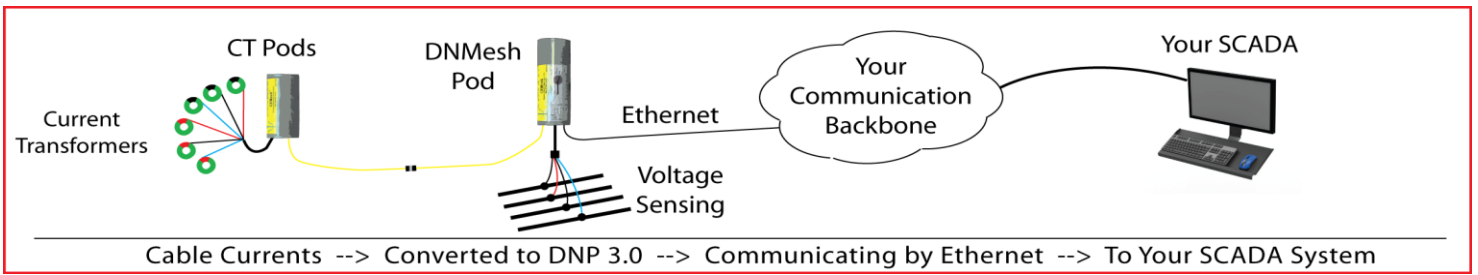 CT Pods
DNMesh
Pod
Your SCADA
Your
Communication
Backbone
Ethernet
Current
Transformers
Voltage
Sensing
Cable Currents --> Converted to DNP 3.0 --> Communicating by Ethernet --> To Your SCADA System